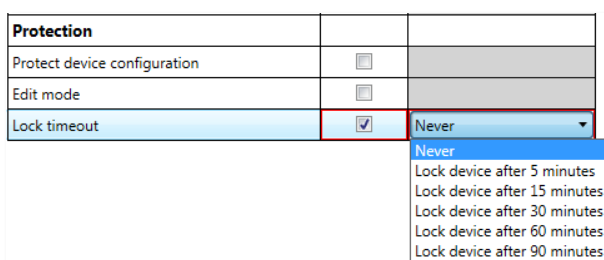 Protection
Protect device configuration
Edit mode
Lock timeout Never
Never
Lock device after 5 minutes
Lock device after 15 minutes
Lock device after 30 minutes
Lock device after 60 minutes
Lock device after 90 minutes